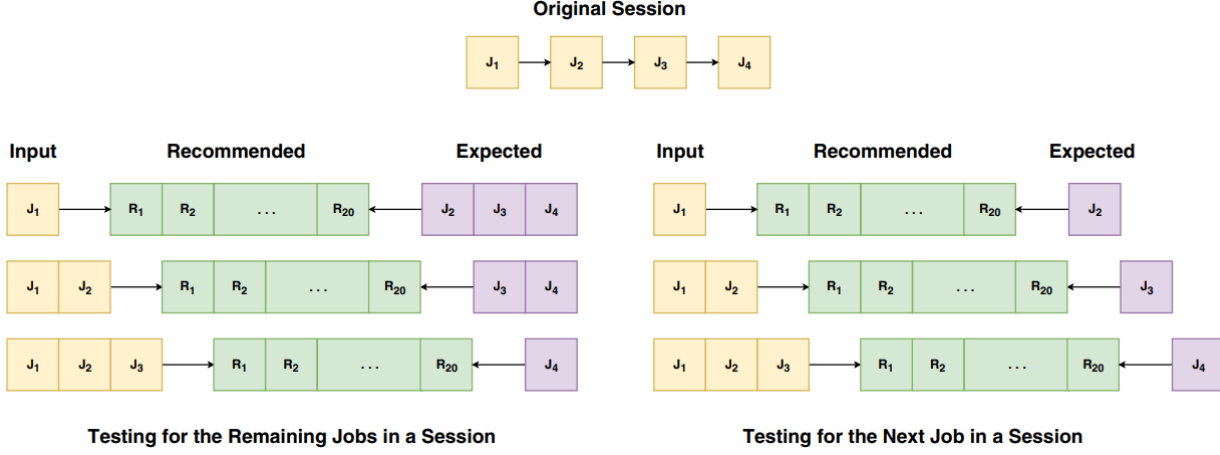 Original Session
J1 J2 J3 J4
Input Recommended Expected
J1 R1 R2 ... R20 J2 J3 J4
J1 J2 R1 R2 ... R20 J3 J4
J1 J2 J3 R1 R2 ... R20 J4
Testing for the Remaining Jobs in a Session
Input Recommended Expected
J1 R1 R2 ... R20 J2
J1 J2 R1 R2 ... R20 J3
J1 J2 J3 R1 R2 ... R20 J4
Testing for the Next Job in a Session